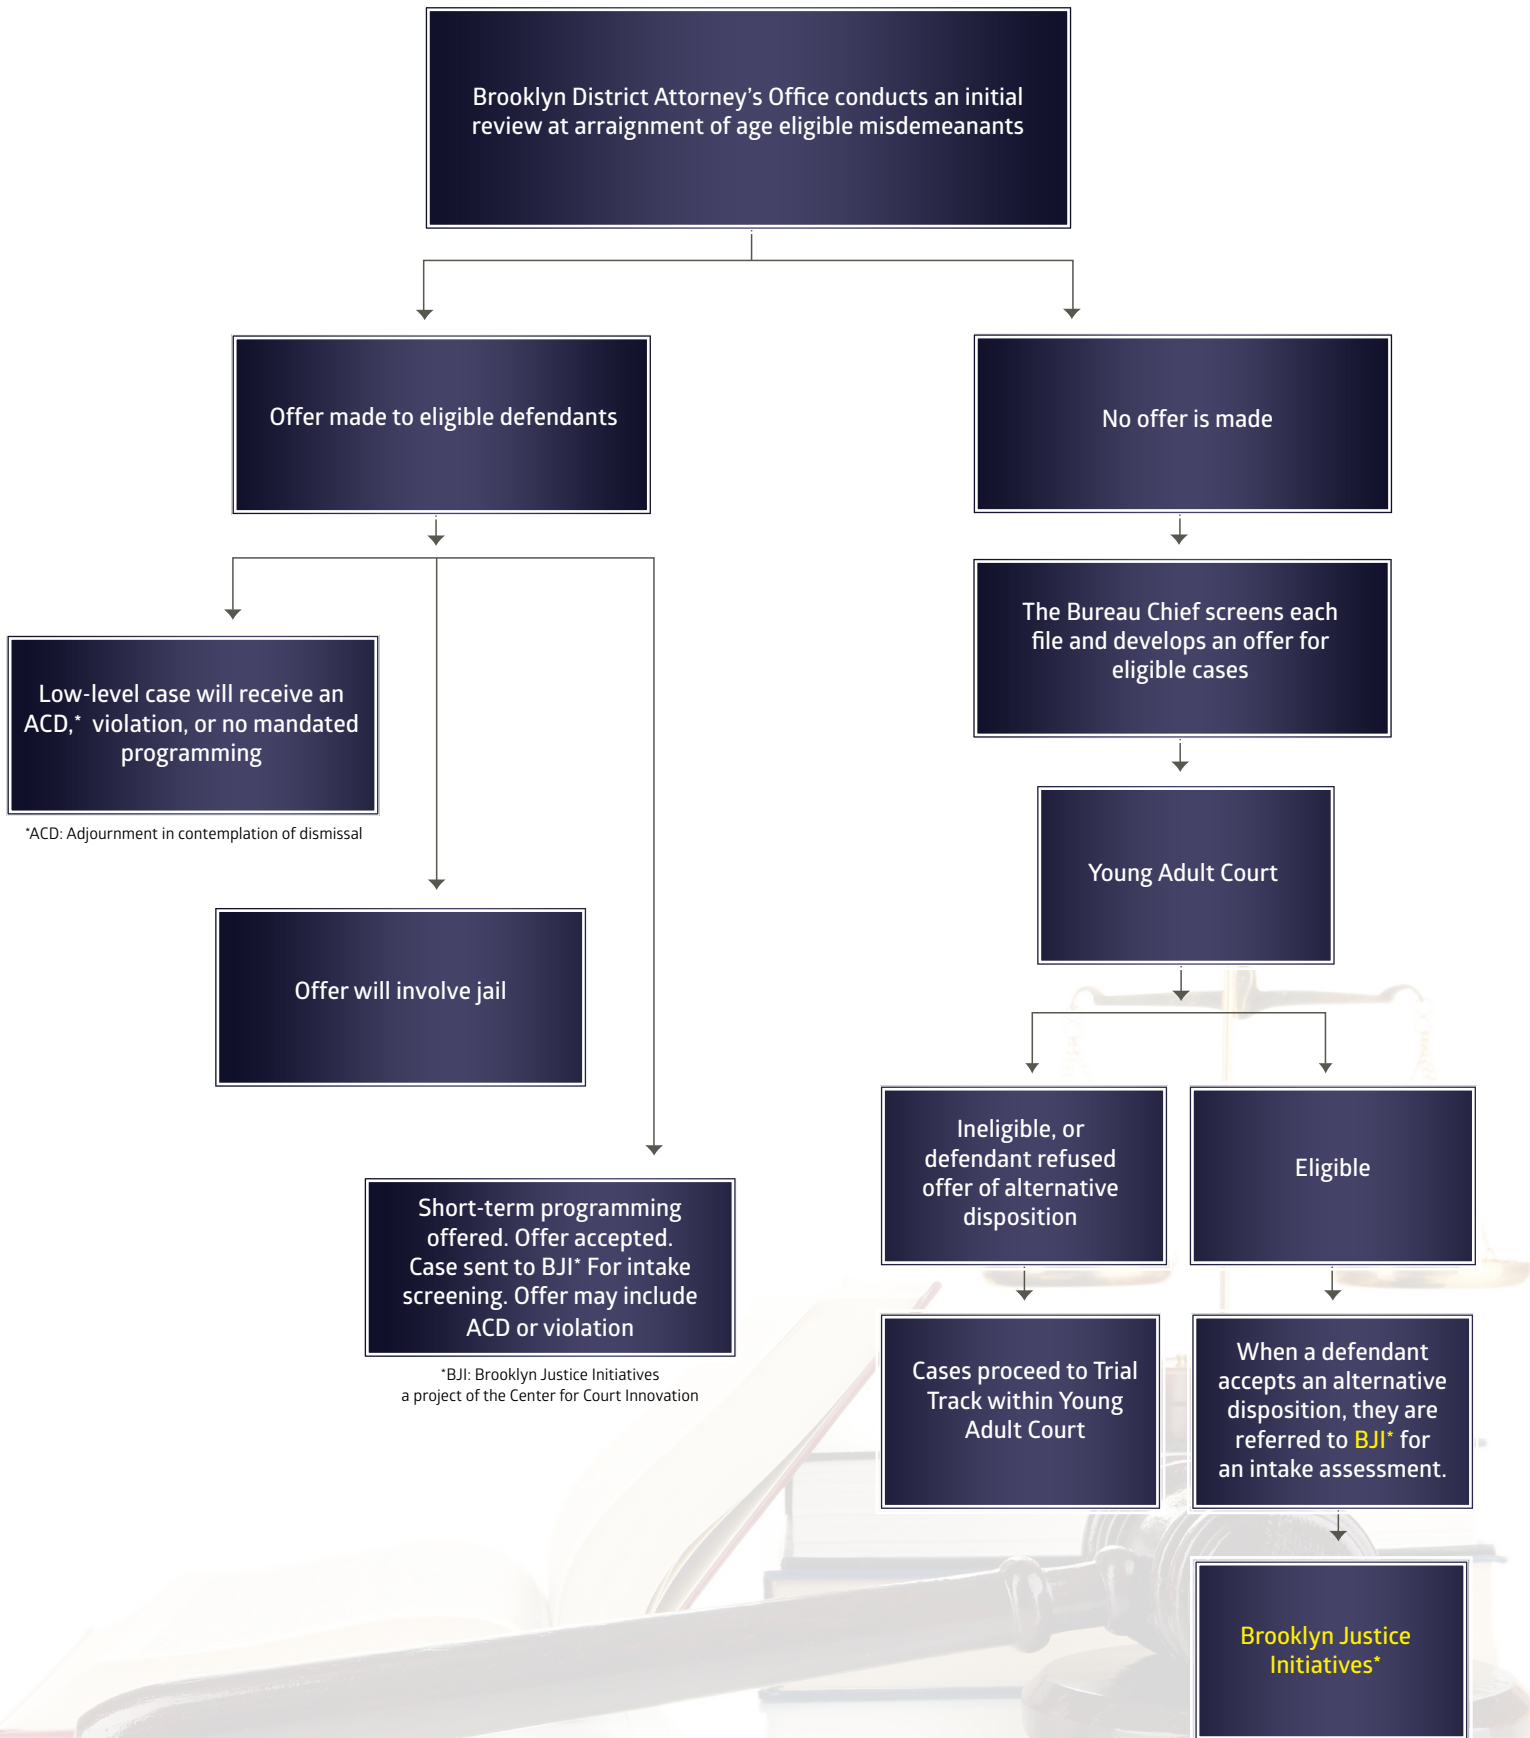 Brooklyn District Attorney's Office conducts an initial
review at arraignment of age eligible misdemeanants
Offer made to eligible defendants
No offer is made
The Bureau Chief screens each
file and develops an offer for
eligible cases
Low-level case will receive an
ACD,* violation, or no mandated
programming
*ACD: Adjournment in contemplation of dismissal
Young Adult Court
Offer will involve jail
Ineligible, or
defendant refused
offer of alternative
disposition
Eligible
Short-term programming
offered. Offer accepted.
Case sent to BJI* For intake
screening. Offer may include
ACD or violation
*BJI: Brooklyn Justice Initiatives
a project of the Center for Court Innovation
Cases proceed to Trial
Track within Young
Adult Court
When a defendant
accepts an alternative
disposition, they are
referred to BJI* for
an intake assessment.
Brooklyn Justice
Initiatives*